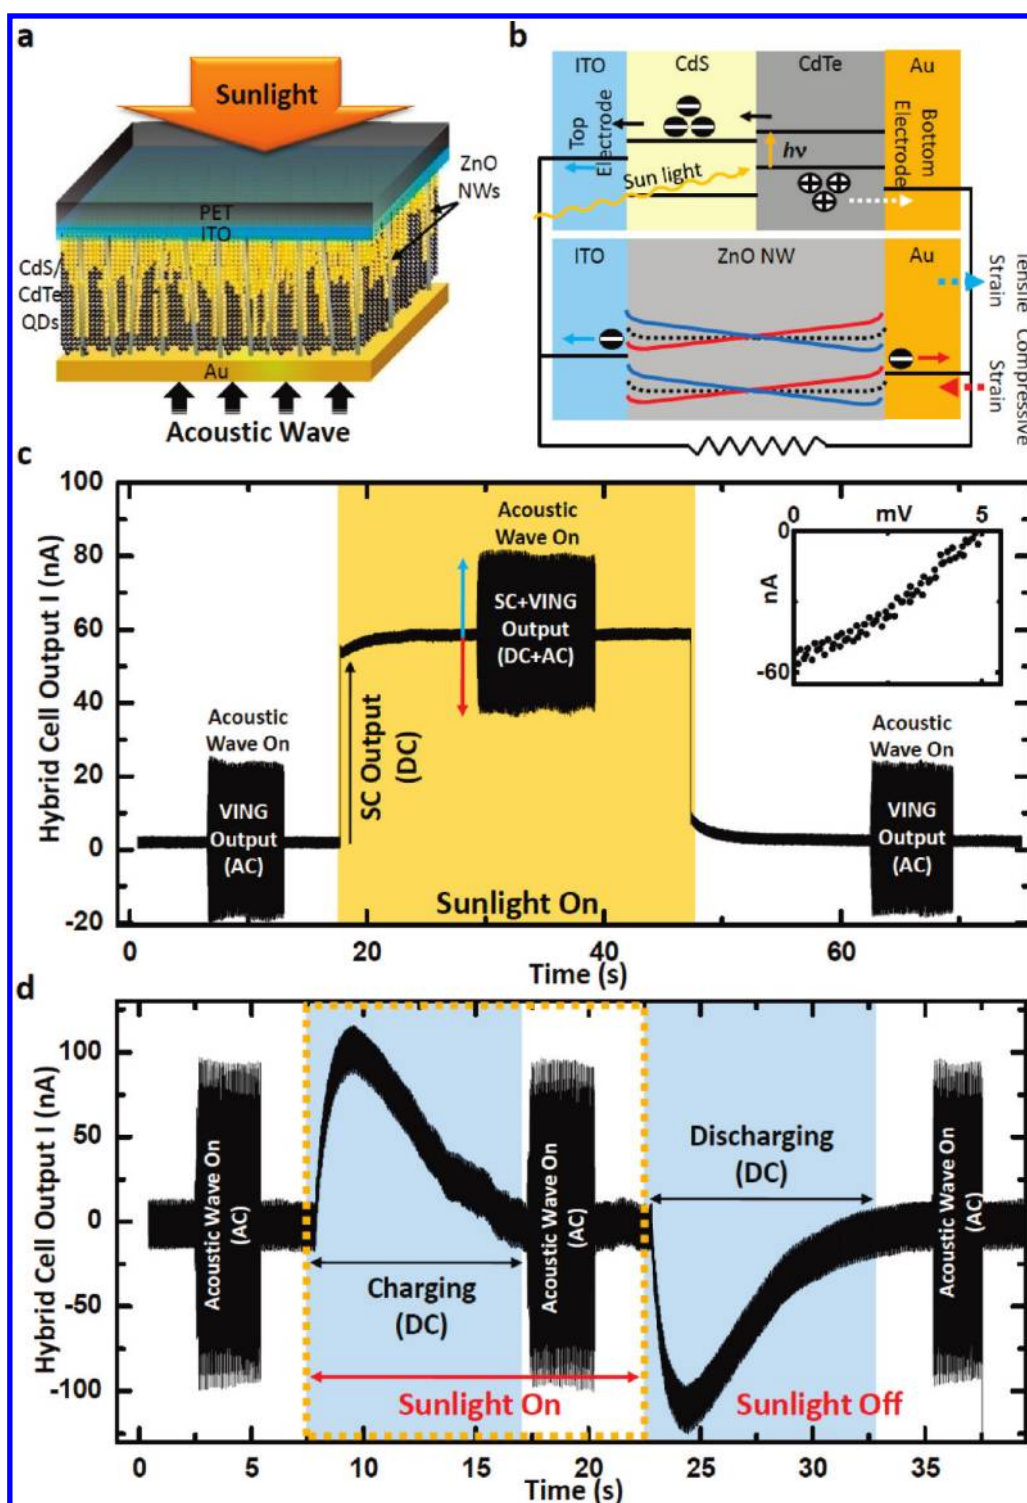 a
Sunlight
ZnO
NWs
PET
ITO
CdS/
CdTe
QDs
Au
Acoustic Wave
b
ITO
CdS
CdTe
Au
Top
Electrode
Bottom
Electrode
hν
Sun light
ITO
ZnO NW
Au
Tensile
Strain
Compressive
Strain
c
Hybrid Cell Output I (nA)
100
80
60
40
20
0
-20
Acoustic
Wave On
VING
Output
(AC)
SC Output
(DC)
Acoustic
Wave On
SC+VING
Output
(DC+AC)
Sunlight On
0 mV 5
0
nA
-60
Acoustic
Wave On
VING
Output
(AC)
0 20 40 60
Time (s)
d
Hybrid Cell Output I (nA)
100
50
0
-50
-100
Acoustic Wave On
(AC)
Charging
(DC)
Sunlight On
Acoustic Wave On
(AC)
Discharging
(DC)
Sunlight Off
Acoustic Wave On
(AC)
0 5 10 15 20 25 30 35
Time (s)